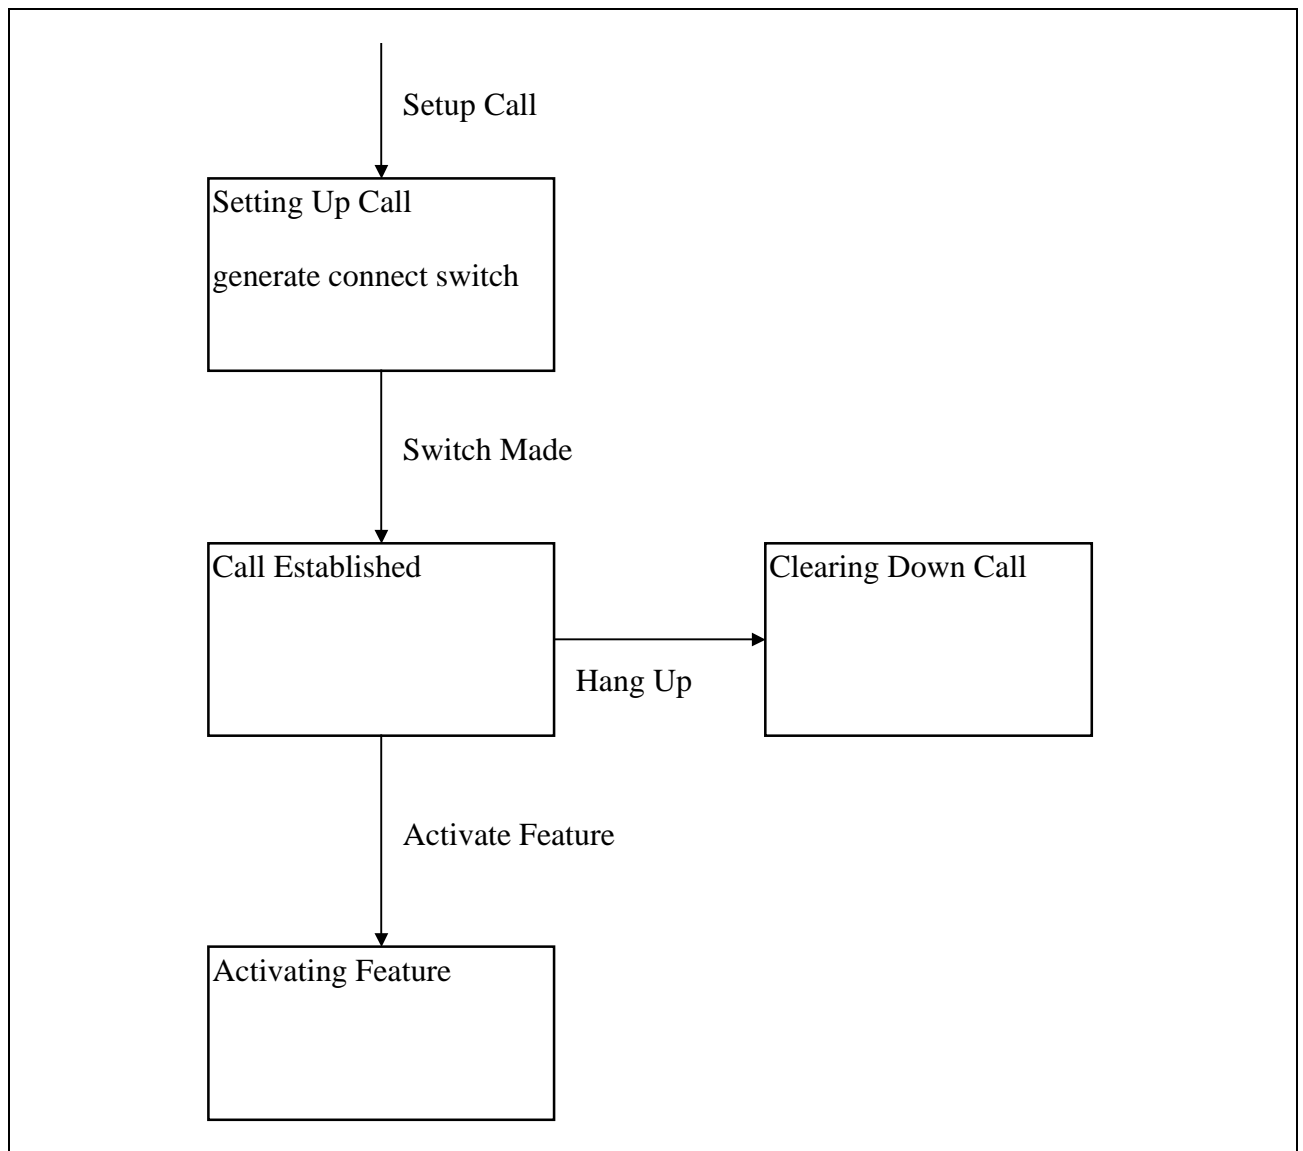 Setup Call
Setting Up Call
generate connect switch
Switch Made
Call Established
Clearing Down Call
Hang Up
Activate Feature
Activating Feature